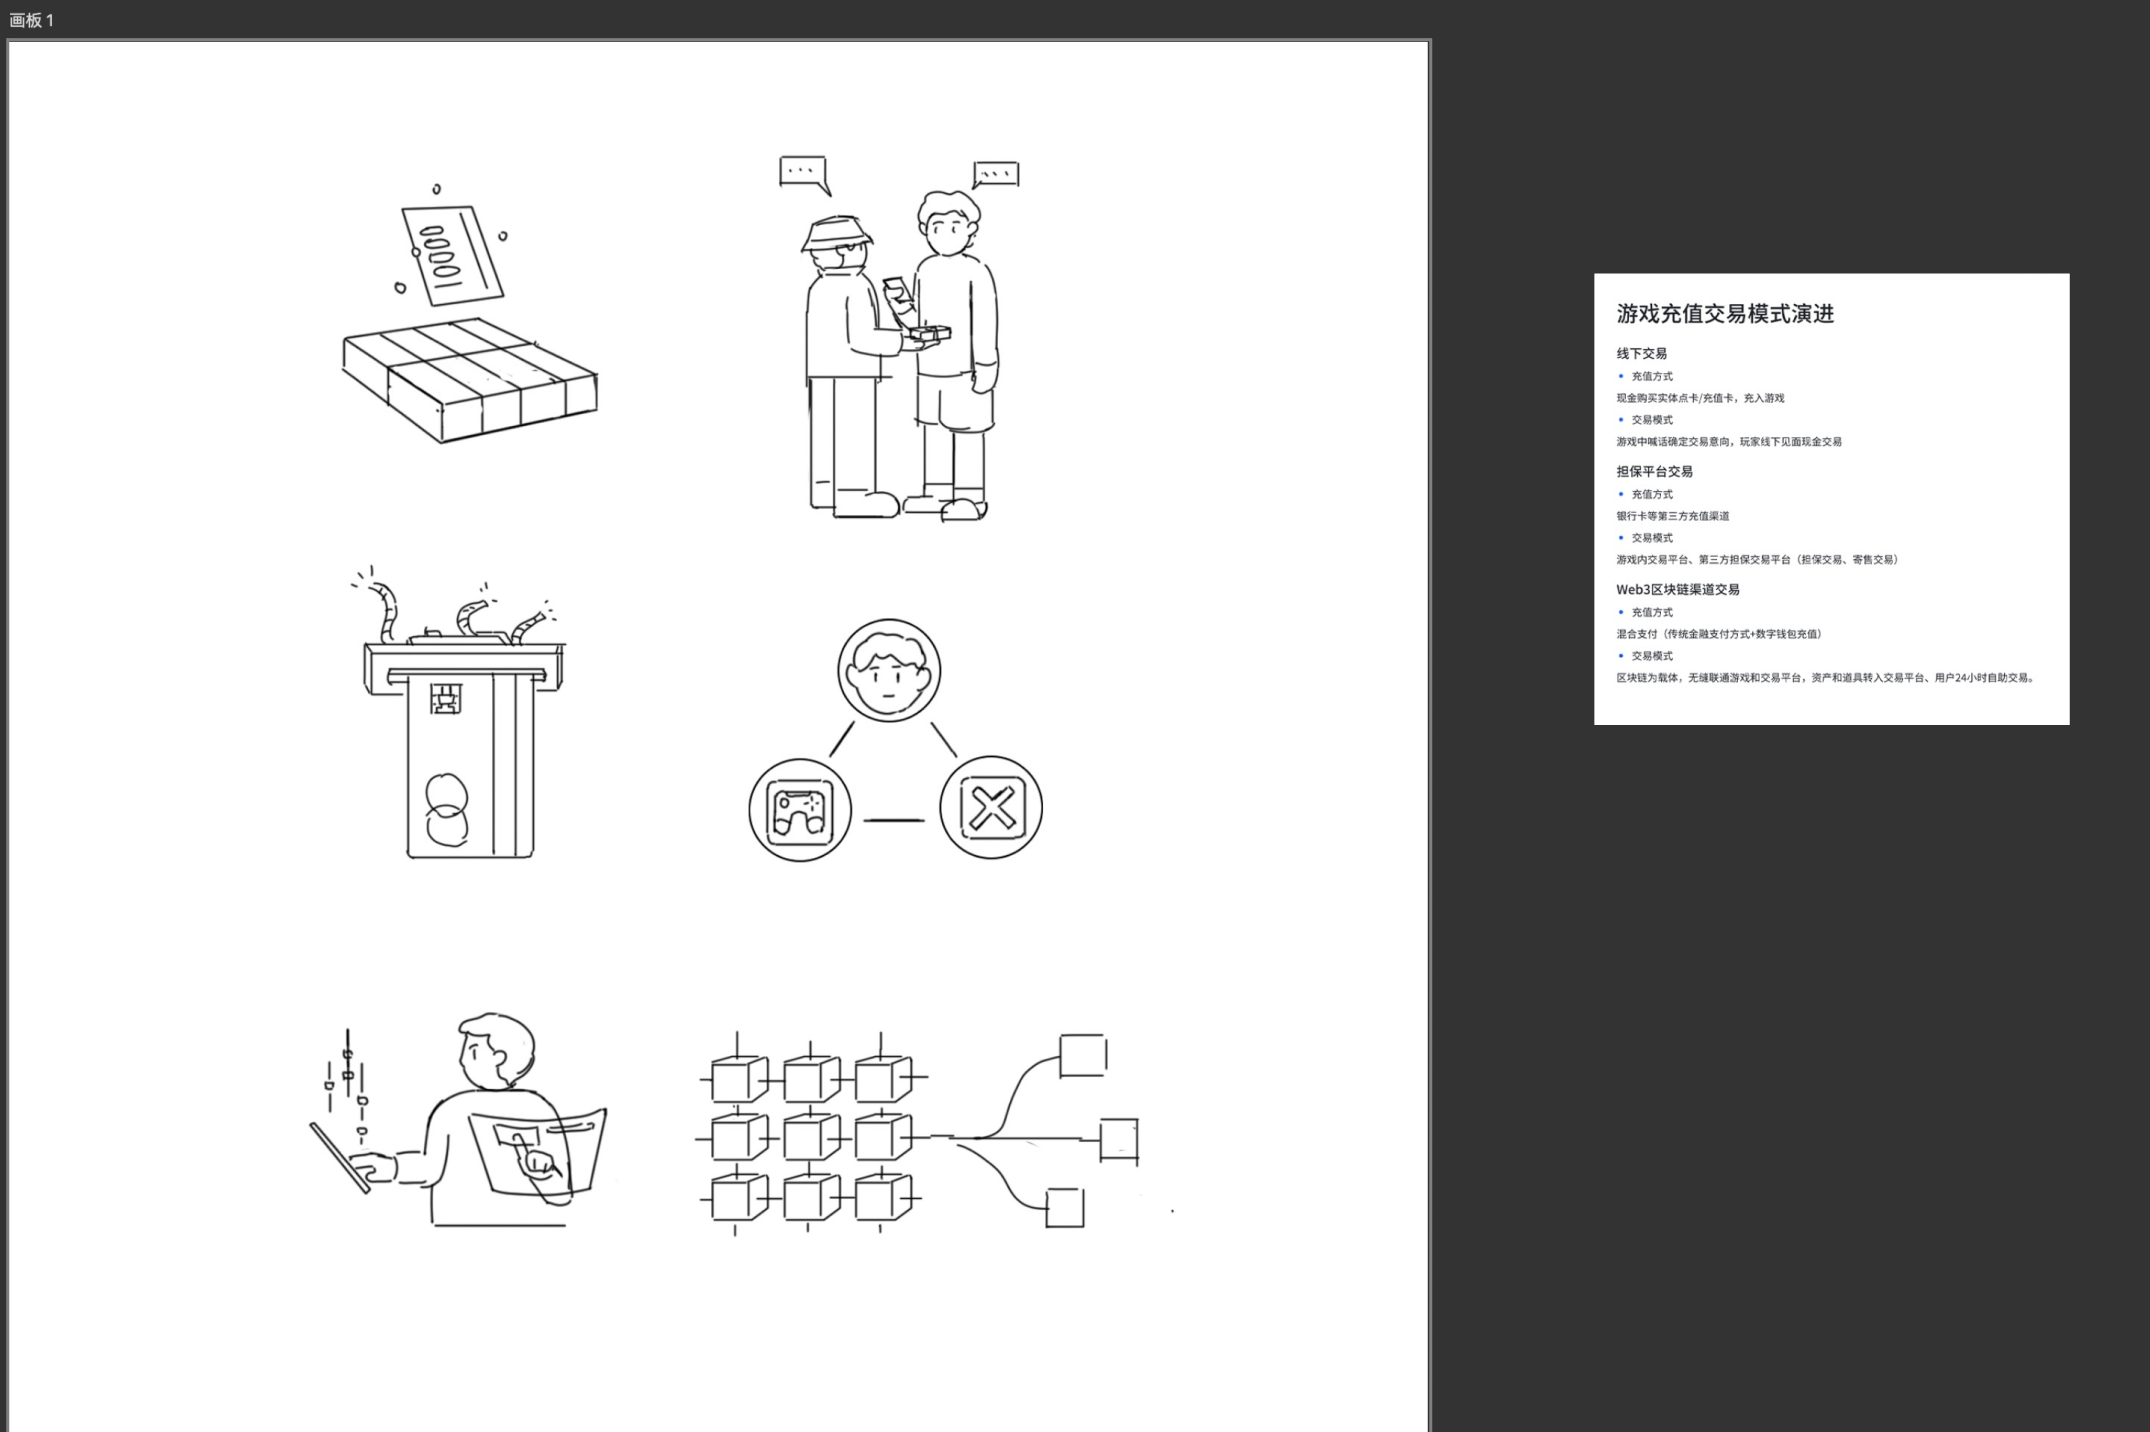 画板 1
游戏充值交易模式演进
线下交易
• 充值方式
现金购买实体点卡/充值卡，充入游戏
• 交易模式
游戏中喊话确定交易意向，玩家线下见面现金交易
担保平台交易
• 充值方式
银行卡等第三方充值渠道
• 交易模式
游戏内交易平台、第三方担保交易平台（担保交易、寄售交易）
Web3区块链渠道交易
• 充值方式
混合支付（传统金融支付方式+数字钱包充值）
• 交易模式
区块链为载体，无缝联通游戏和交易平台，资产和道具转入交易平台、用户24小时自助交易。